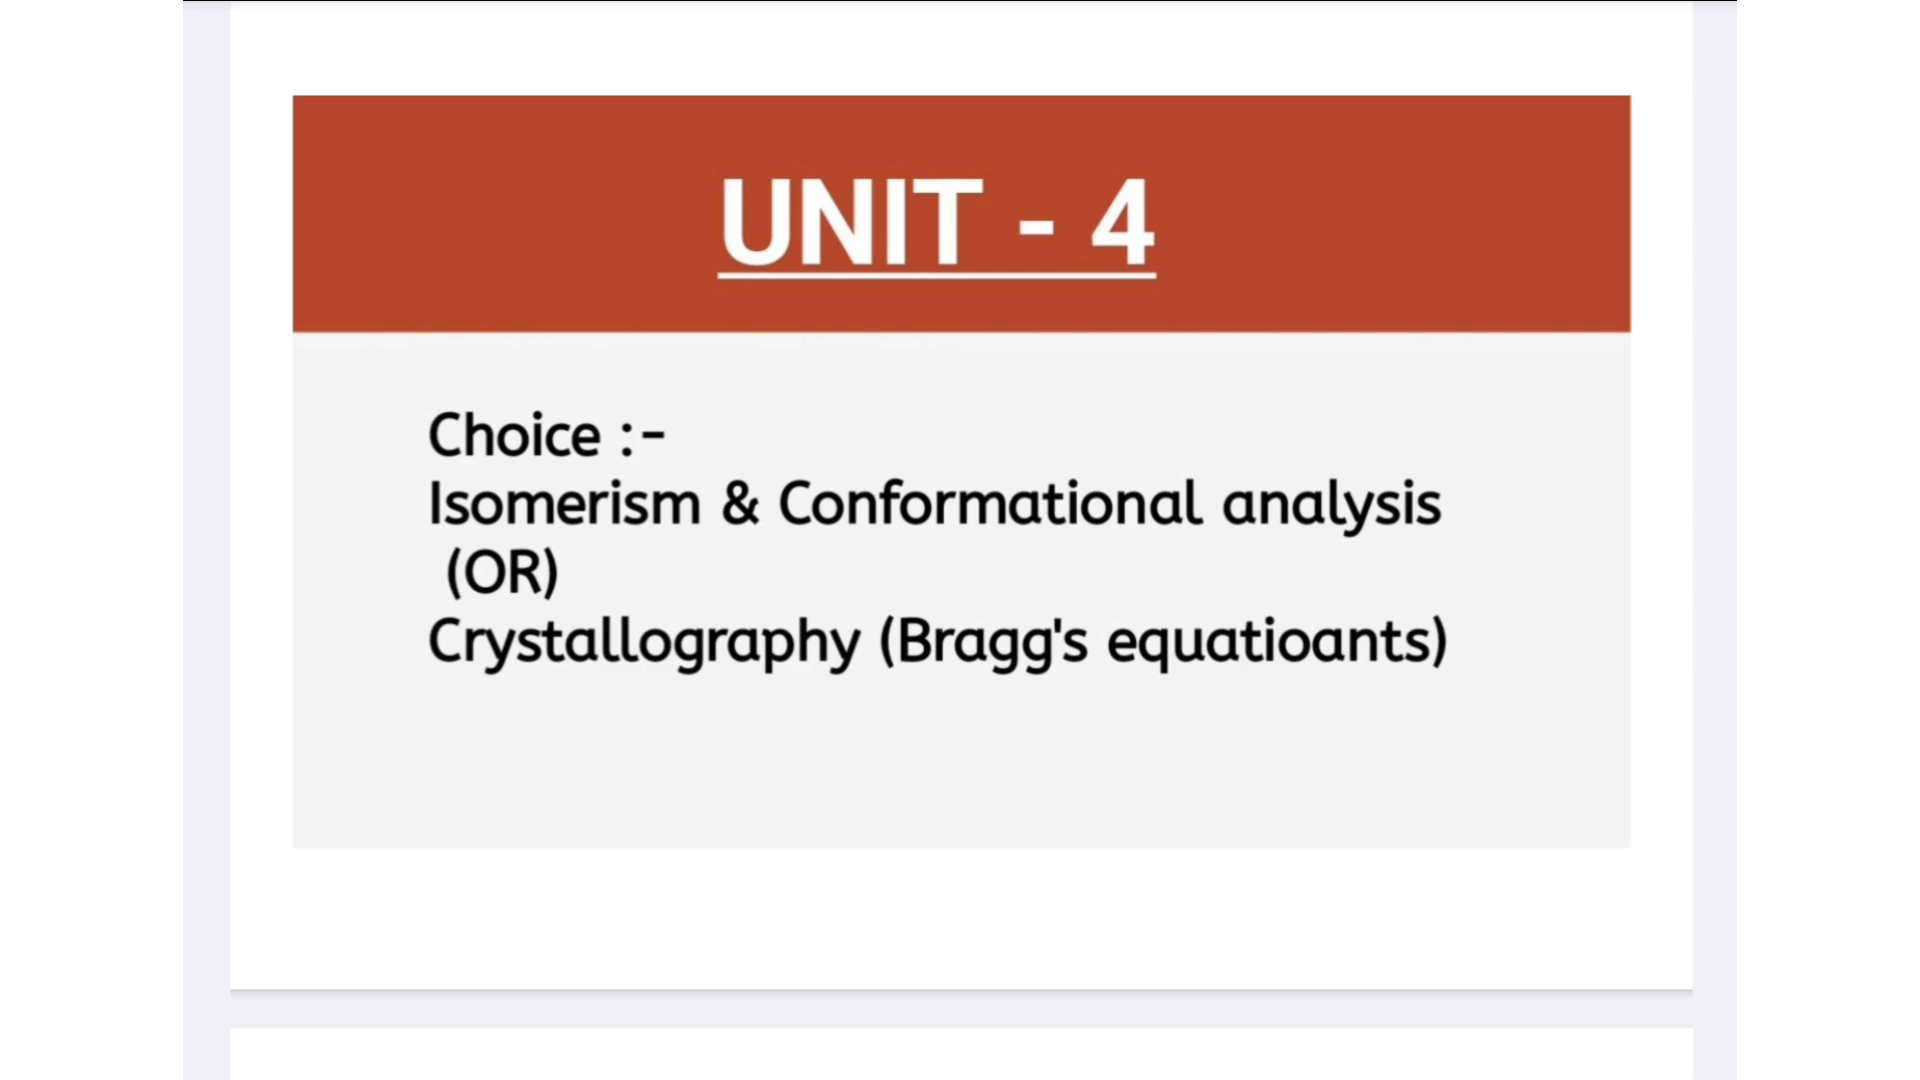 UNIT - 4
Choice :-
Isomerism & Conformational analysis
(OR)
Crystallography (Bragg's equatioants)